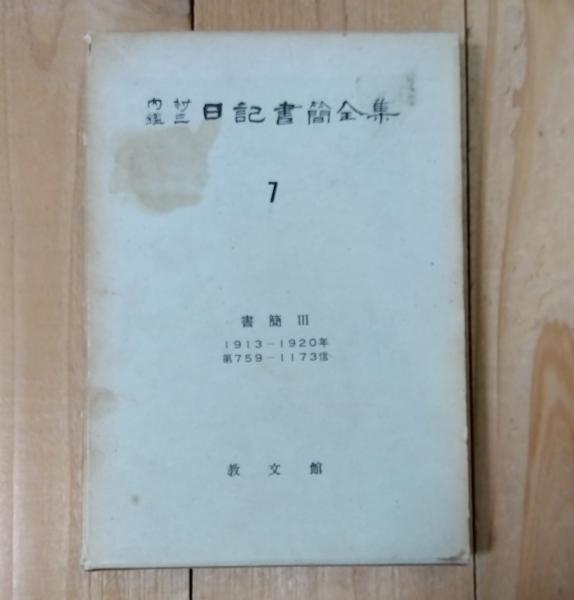 内村鑑三日記書簡全集
7
書簡 III
1913－1920年
第759－1173信
教文館